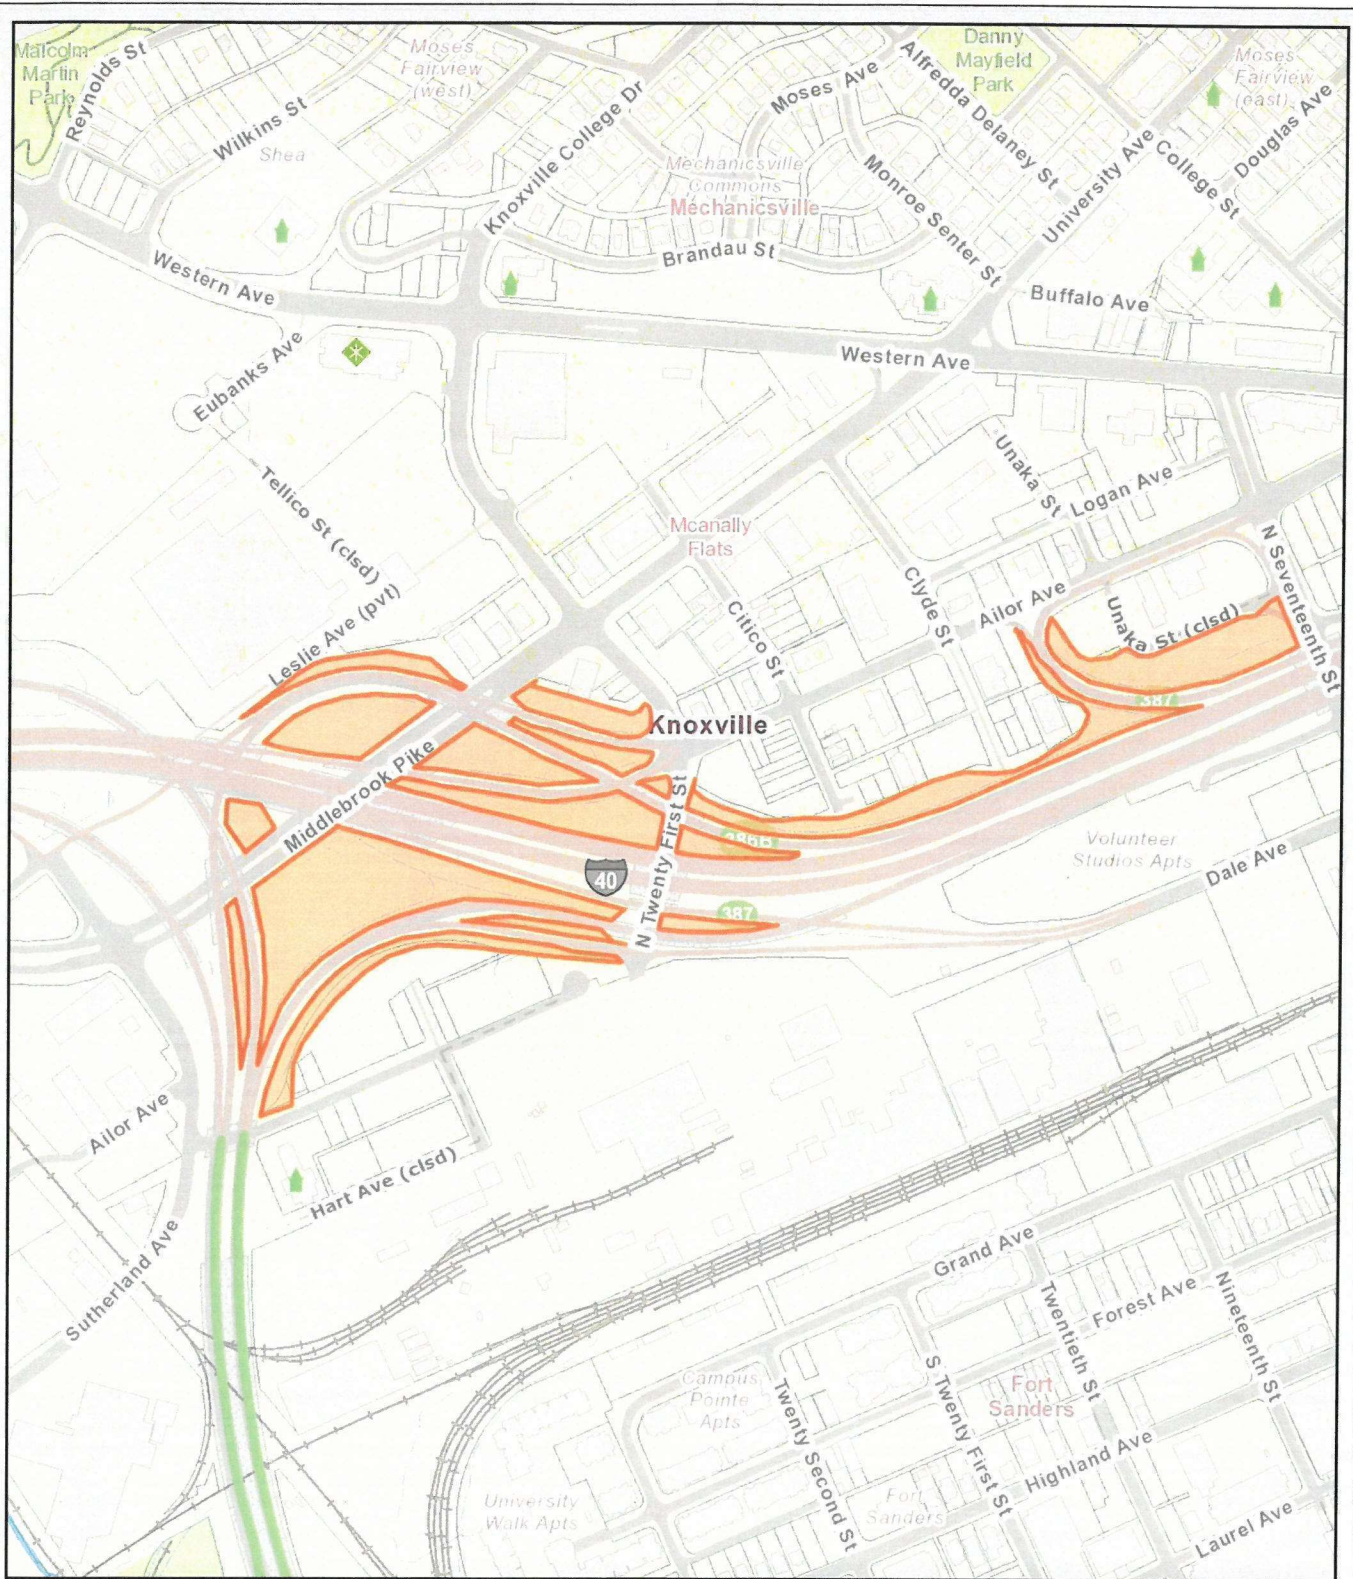 Malcolm
Martin
Park
Reynolds St
Wilkins St
Shea
Moses
Fairview
(west)
Knoxville College Dr
Moses Ave
Alfredda Delaney St
Danny
Mayfield
Park
Moses
Fairview
(east)
Douglas Ave
College St
University Ave
Monroe Senter St
Mechanicsville
Commons
Mechanicsville
Brandau St
Western Ave
Buffalo Ave
Western Ave
Eubanks Ave
Tellico St (clsd)
Leslie Ave (pvt)
Mcanally
Flats
Unaka St
Logan Ave
N Seventeenth St
Clyde St
Citico St
Ailor Ave
Unaka St (clsd)
387
Knoxville
Middlebrook Pike
N Twenty First St
386B
40
387
Volunteer
Studios Apts
Dale Ave
Ailor Ave
Hart Ave (clsd)
Sutherland Ave
Grand Ave
Forest Ave
Nineteenth St
Twentieth St
S Twenty First St
Fort
Sanders
Campus
Pointe
Apts
Twenty Second St
Highland Ave
University
Walk Apts
Fort
Sanders
Laurel Ave